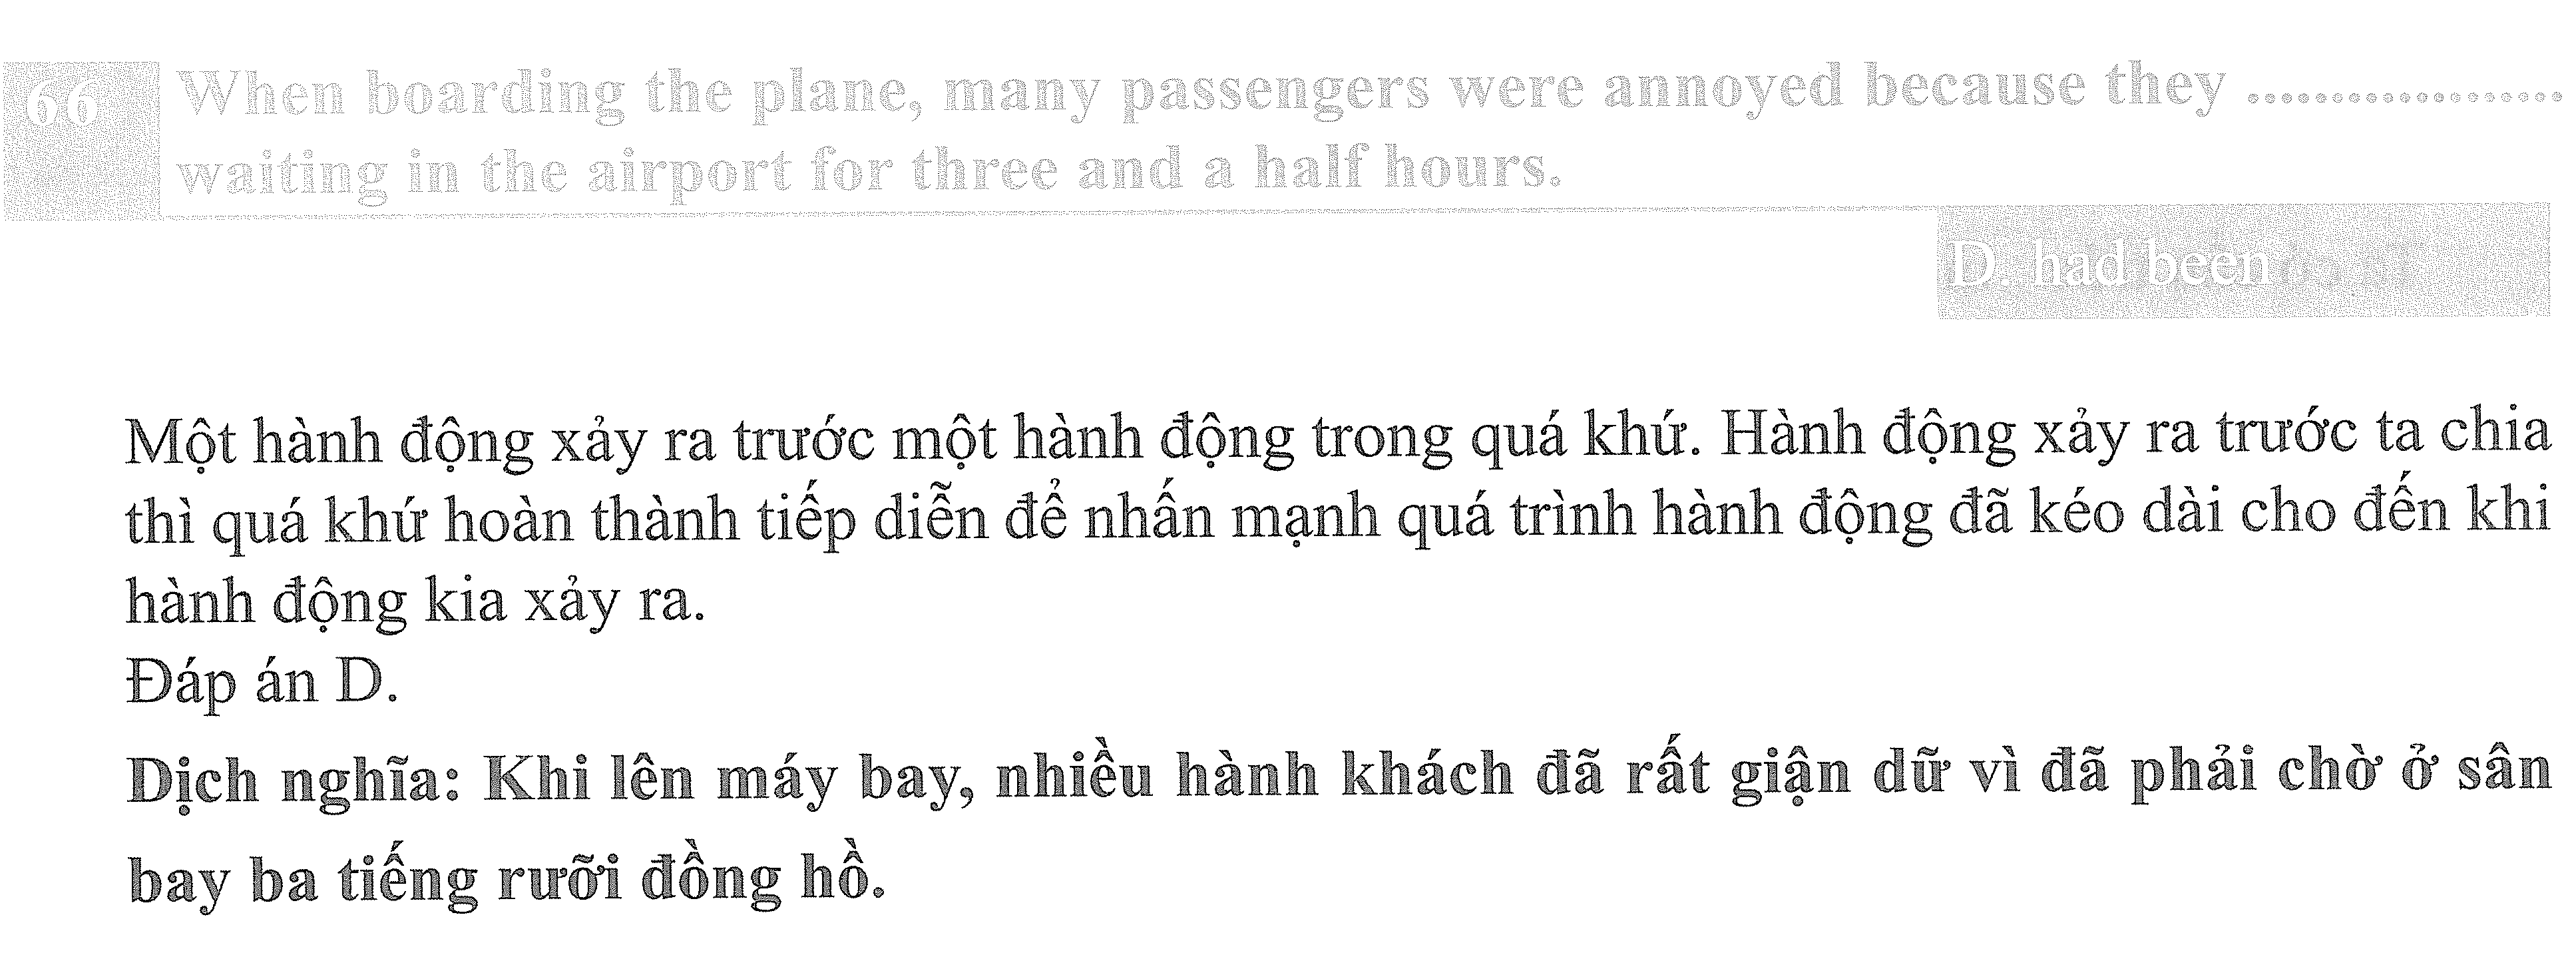 66 When boarding the plane, many passengers were annoyed because they ...................
waiting in the airport for three and a half hours.
D. had been
Một hành động xảy ra trước một hành động trong quá khứ. Hành động xảy ra trước ta chia
thì quá khứ hoàn thành tiếp diễn để nhấn mạnh quá trình hành động đã kéo dài cho đến khi
hành động kia xảy ra.
Đáp án D.
Dịch nghĩa: Khi lên máy bay, nhiều hành khách đã rất giận dữ vì đã phải chờ ở sân
bay ba tiếng rưỡi đồng hồ.